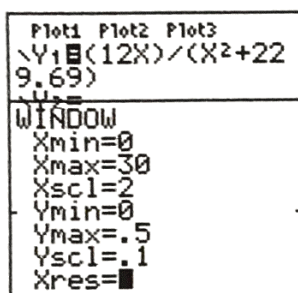 Plot1 Plot2 Plot3
\Y1=(12X)/(X²+22
9.69)
\Y2=
WINDOW
Xmin=0
Xmax=30
Xscl=2
Ymin=0
Ymax=.5
Yscl=.1
Xres=